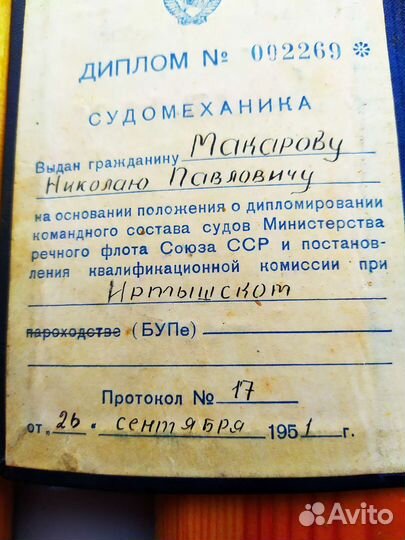 ДИПЛОМ № 092269 *
СУДОМЕХАНИКА
Выдан гражданину Макарову
Николаю Павловичу
на основании положения о дипломировании
командного состава судов Министерства
речного флота Союза ССР и постанов-
ления квалификационной комиссии при
Иртышском
пароходстве (БУПе)
Протокол № 17
от „26" сентября 1951 г.
Avito